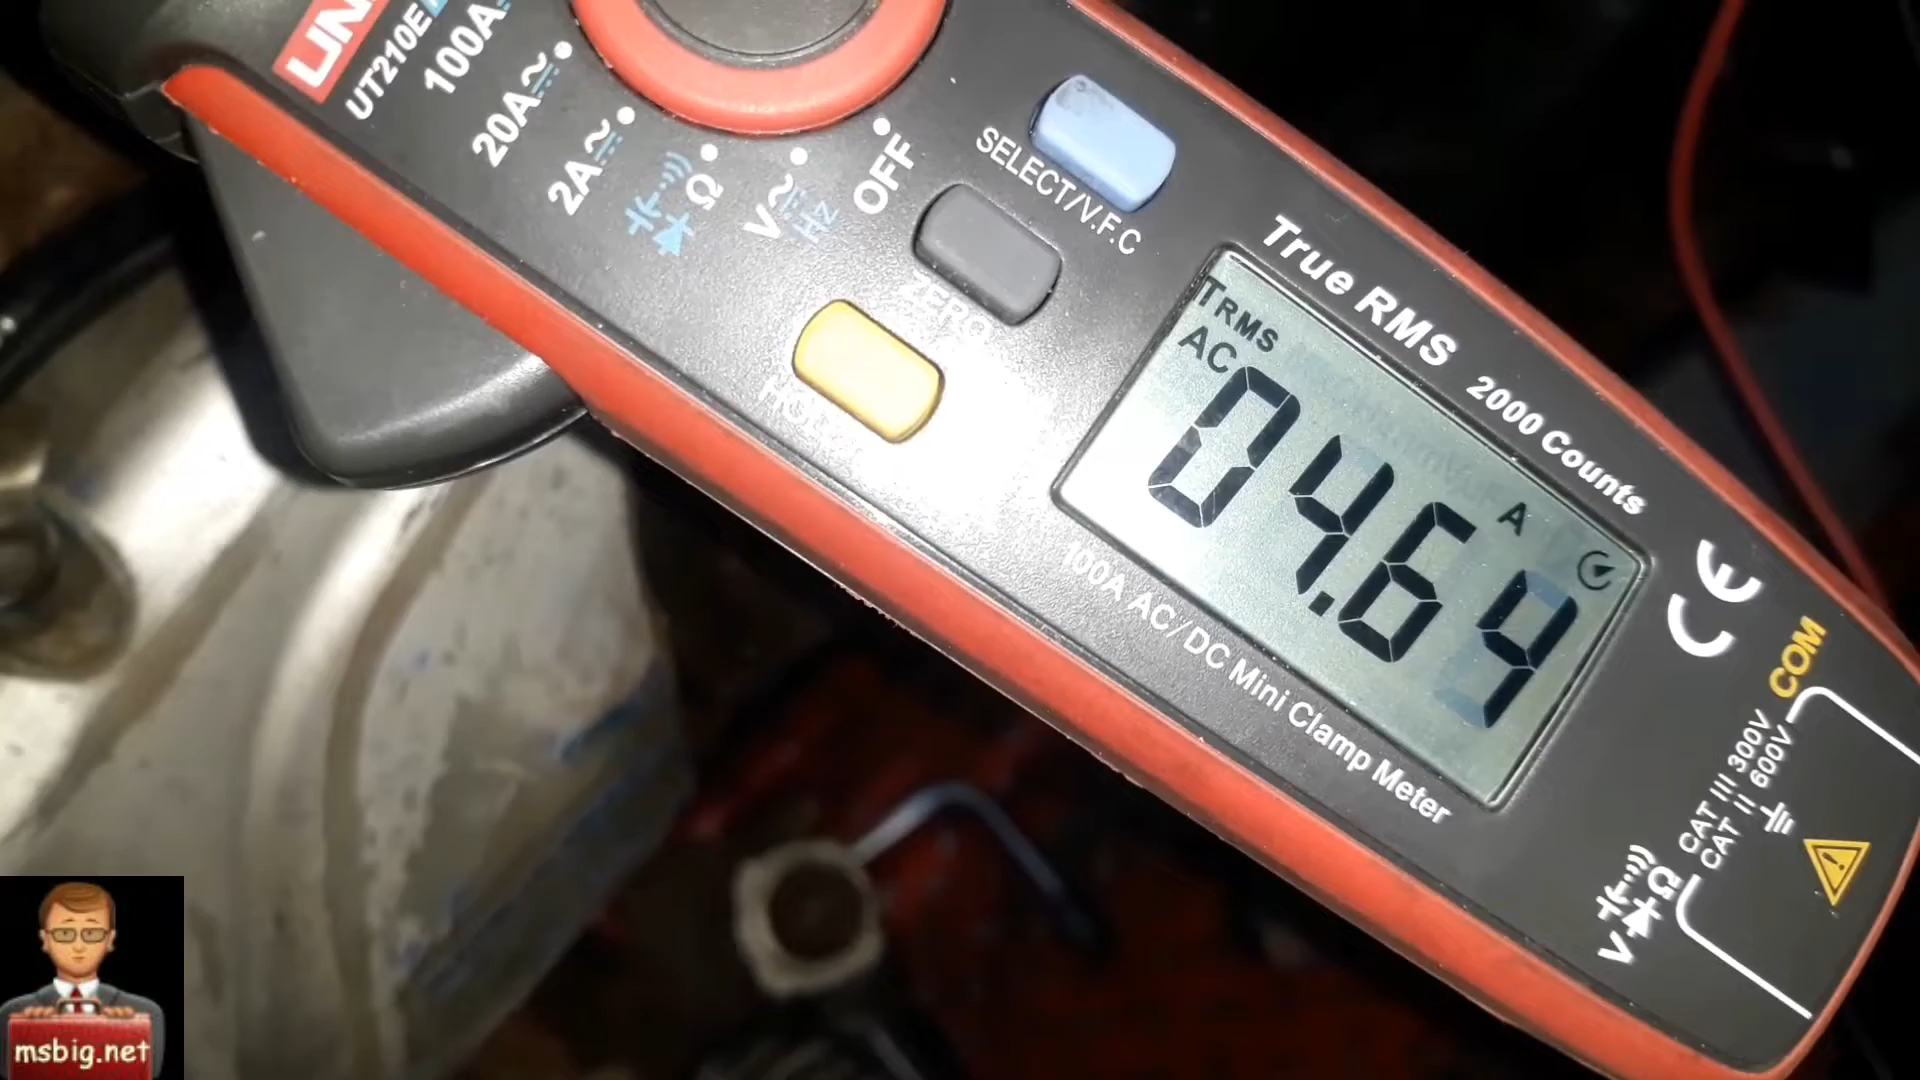 UT210E
100A
20A
2A
Ω
V
Hz
OFF
SELECT/V.F.C
ZERO
True RMS
2000 Counts
TRMS
AC
A
04.64
100A AC/DC Mini Clamp Meter
CE
COM
CAT III 300V
CAT II 600V
Ω
V
msbig.net